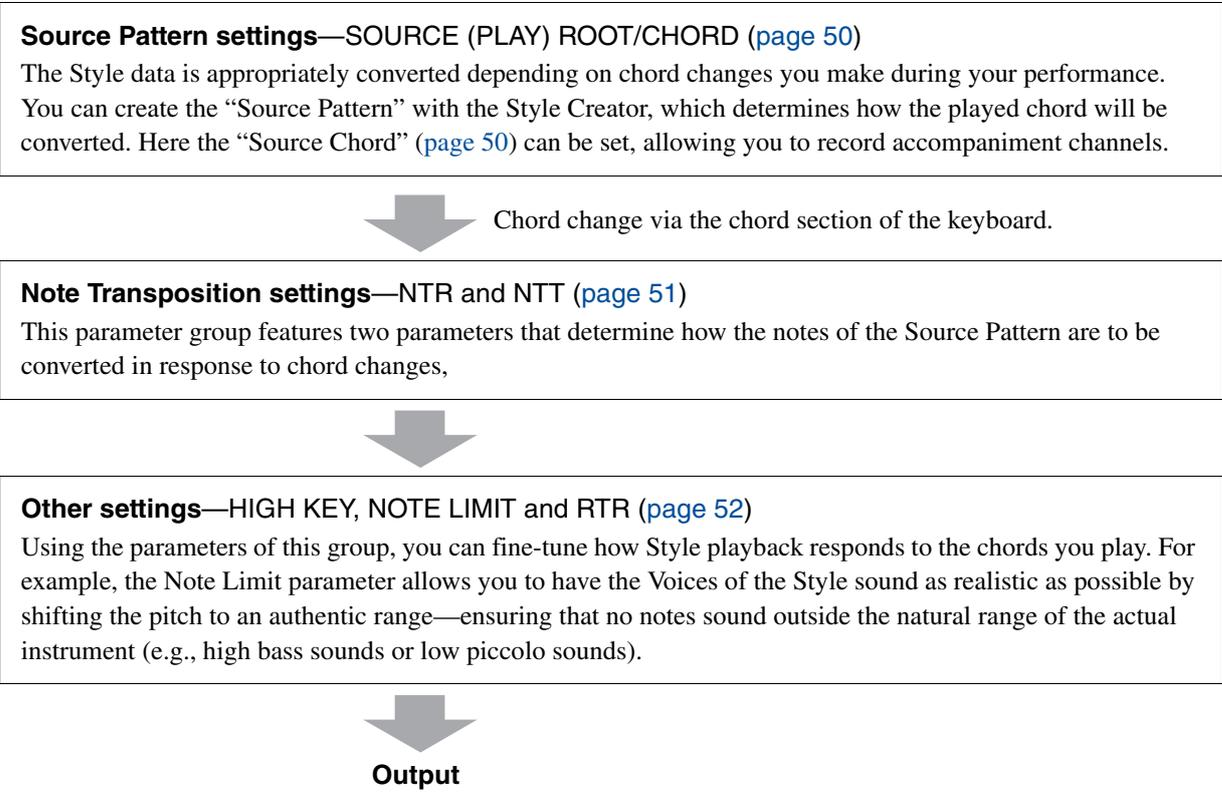 Source Pattern settings—SOURCE (PLAY) ROOT/CHORD (page 50)
The Style data is appropriately converted depending on chord changes you make during your performance.
You can create the “Source Pattern” with the Style Creator, which determines how the played chord will be
converted. Here the “Source Chord” (page 50) can be set, allowing you to record accompaniment channels.
Chord change via the chord section of the keyboard.
Note Transposition settings—NTR and NTT (page 51)
This parameter group features two parameters that determine how the notes of the Source Pattern are to be
converted in response to chord changes,
Other settings—HIGH KEY, NOTE LIMIT and RTR (page 52)
Using the parameters of this group, you can fine-tune how Style playback responds to the chords you play. For
example, the Note Limit parameter allows you to have the Voices of the Style sound as realistic as possible by
shifting the pitch to an authentic range—ensuring that no notes sound outside the natural range of the actual
instrument (e.g., high bass sounds or low piccolo sounds).
Output